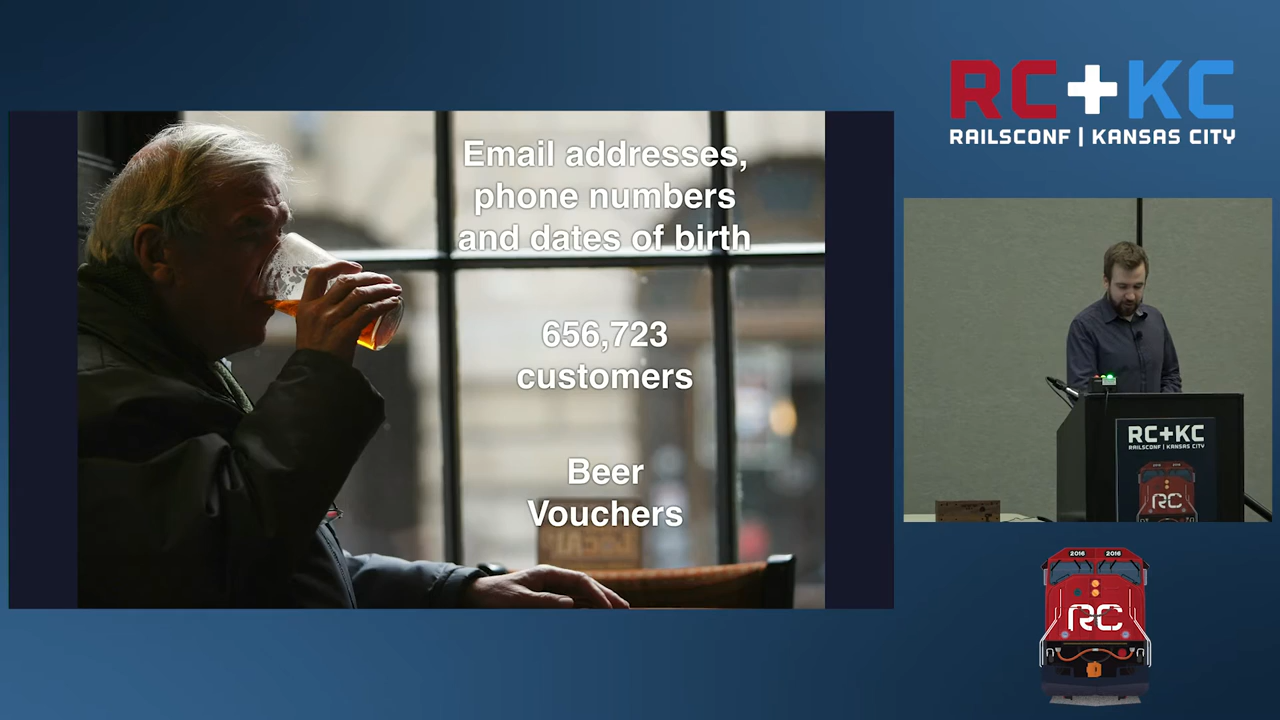 Email addresses,
phone numbers
and dates of birth
656,723
customers
Beer
Vouchers
RC+KC
RAILSCONF | KANSAS CITY
RC+KC
RAILSCONF | KANSAS CITY
RC
2016 2016
RC